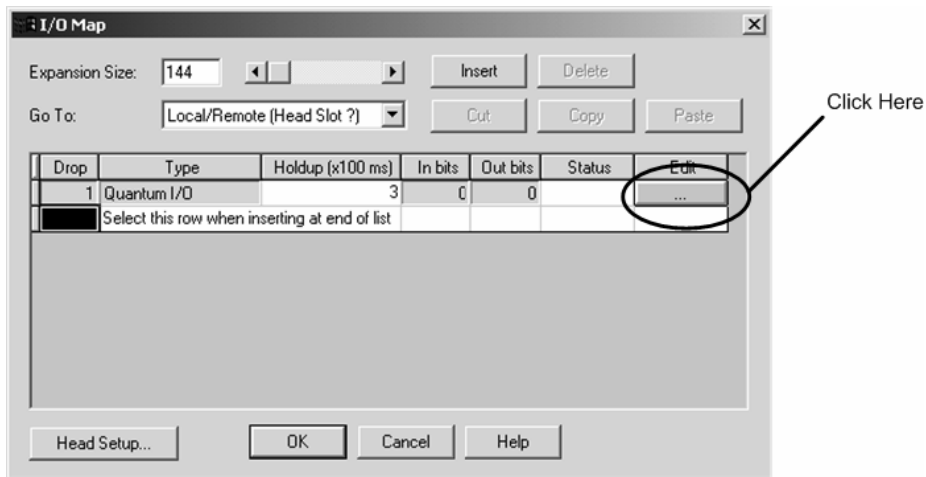 I/O Map
Expansion Size: 144 Insert Delete
Go To: Local/Remote (Head Slot ?) Cut Copy Paste
Click Here
Drop Type Holdup (x100 ms) In bits Out bits Status Edit
1 Quantum I/O 3 0 0 ...
Select this row when inserting at end of list
Head Setup... OK Cancel Help